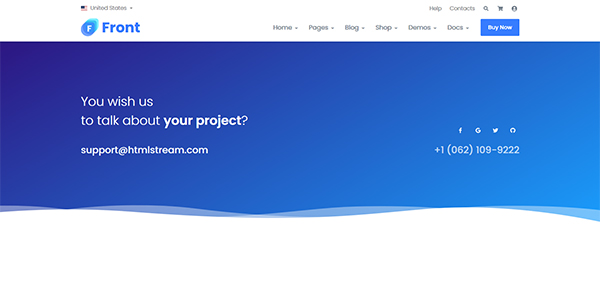 United States
Help Contacts
F Front
Home Pages Blog Shop Demos Docs Buy Now
You wish us
to talk about your project?
support@htmlstream.com
+1 (062) 109-9222